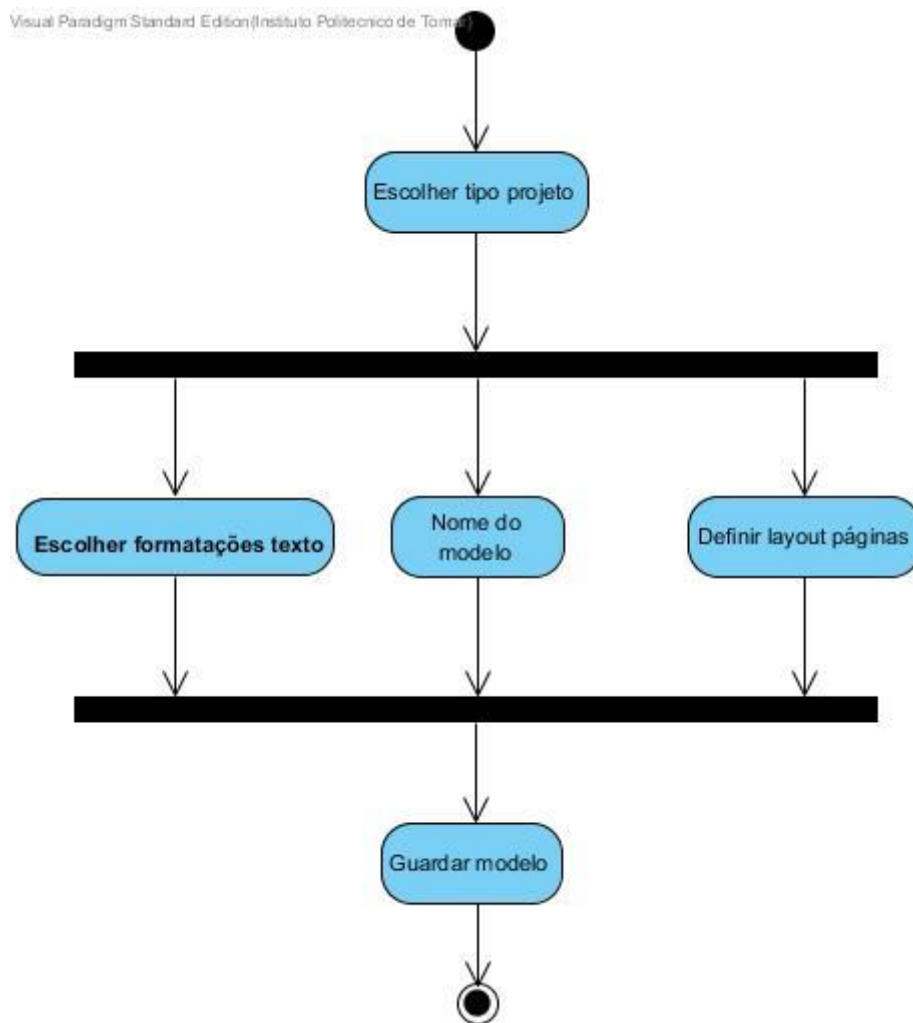 Visual Paradigm Standard Edition(Instituto Politecnico de Tomar)
Escolher tipo projeto
Escolher formatações texto
Nome do
modelo
Definir layout páginas
Guardar modelo